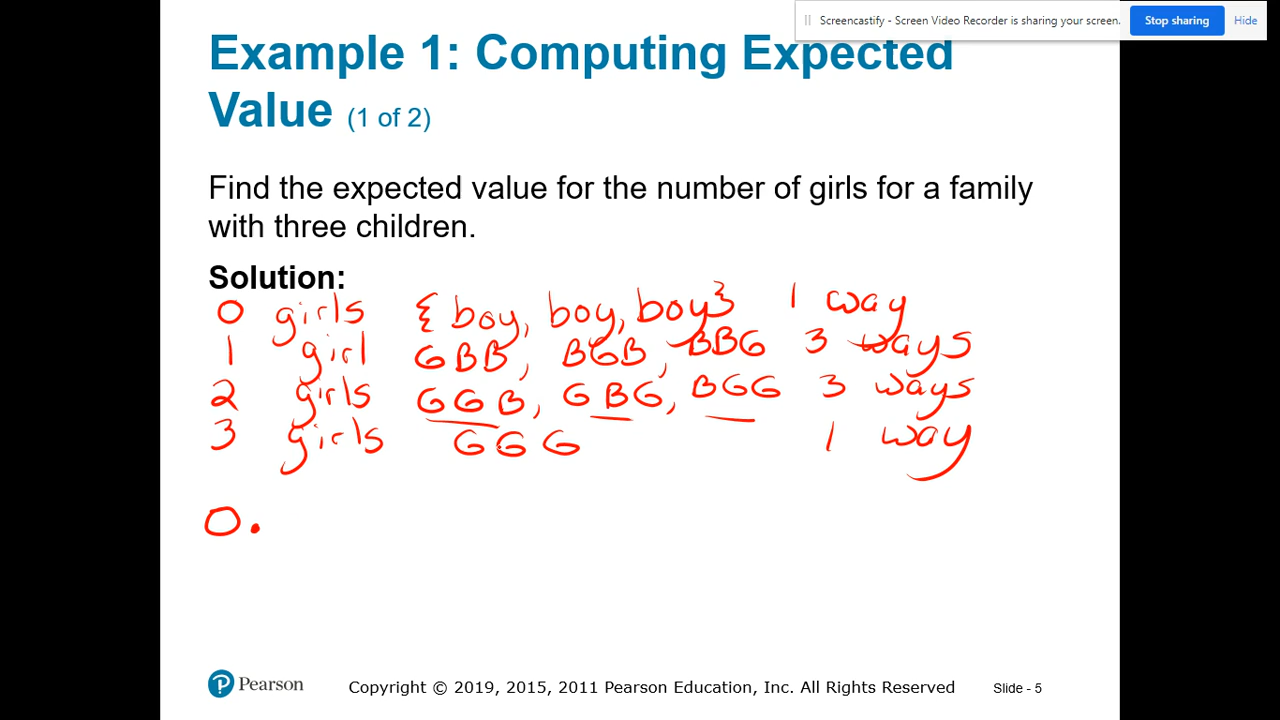 Screencastify - Screen Video Recorder is sharing your screen. Stop sharing Hide
Example 1: Computing Expected
Value (1 of 2)
Find the expected value for the number of girls for a family
with three children.
Solution:
0 girls {boy, boy, boy} 1 way
1 girl GBB, BGB, BBG 3 ways
2 girls GGB, GBG, BGG 3 ways
3 girls GGG 1 way
0.
Pearson Copyright © 2019, 2015, 2011 Pearson Education, Inc. All Rights Reserved Slide - 5